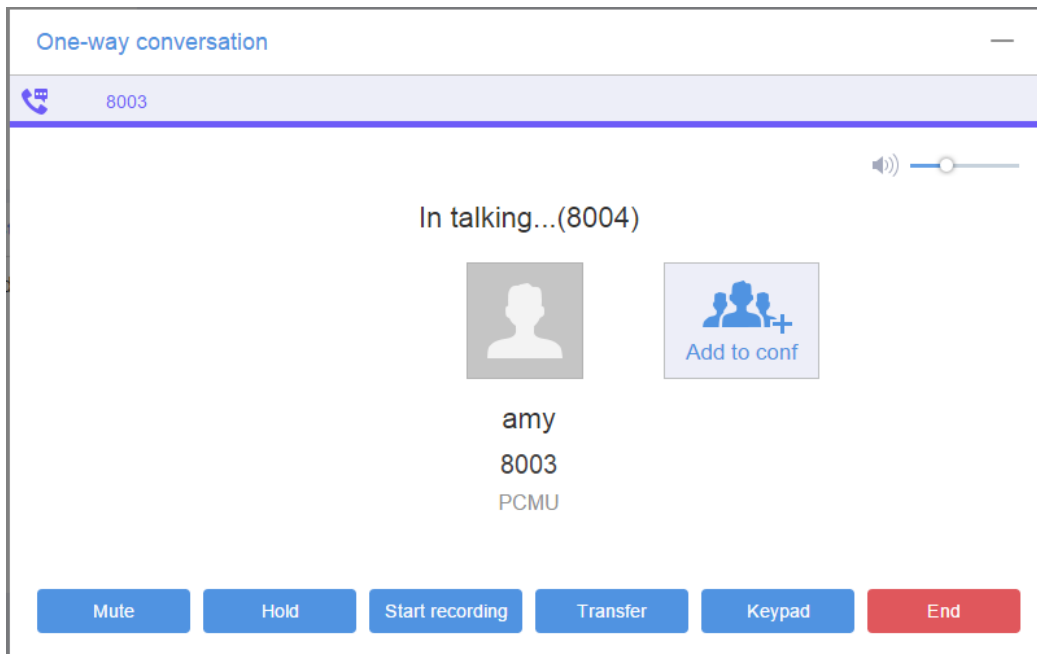 One-way conversation
8003
In talking...(8004)
Add to conf
amy
8003
PCMU
Mute Hold Start recording Transfer Keypad End